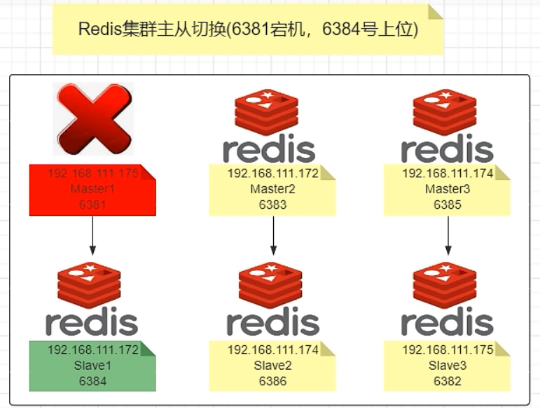 Redis集群主从切换(6381宕机，6384号上位)
redis
redis
192.168.111.175
Master1
6381
192.168.111.172
Master2
6383
192.168.111.174
Master3
6385
redis
redis
redis
192.168.111.172
Slave1
6384
192.168.111.174
Slave2
6386
192.168.111.175
Slave3
6382